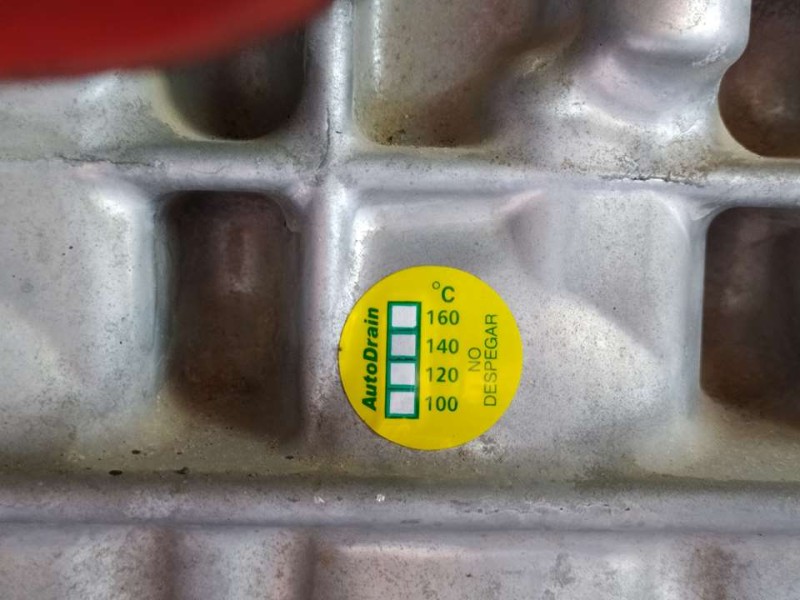 °C
160
140
120
100
AutoDrain
NO
DESPEGAR